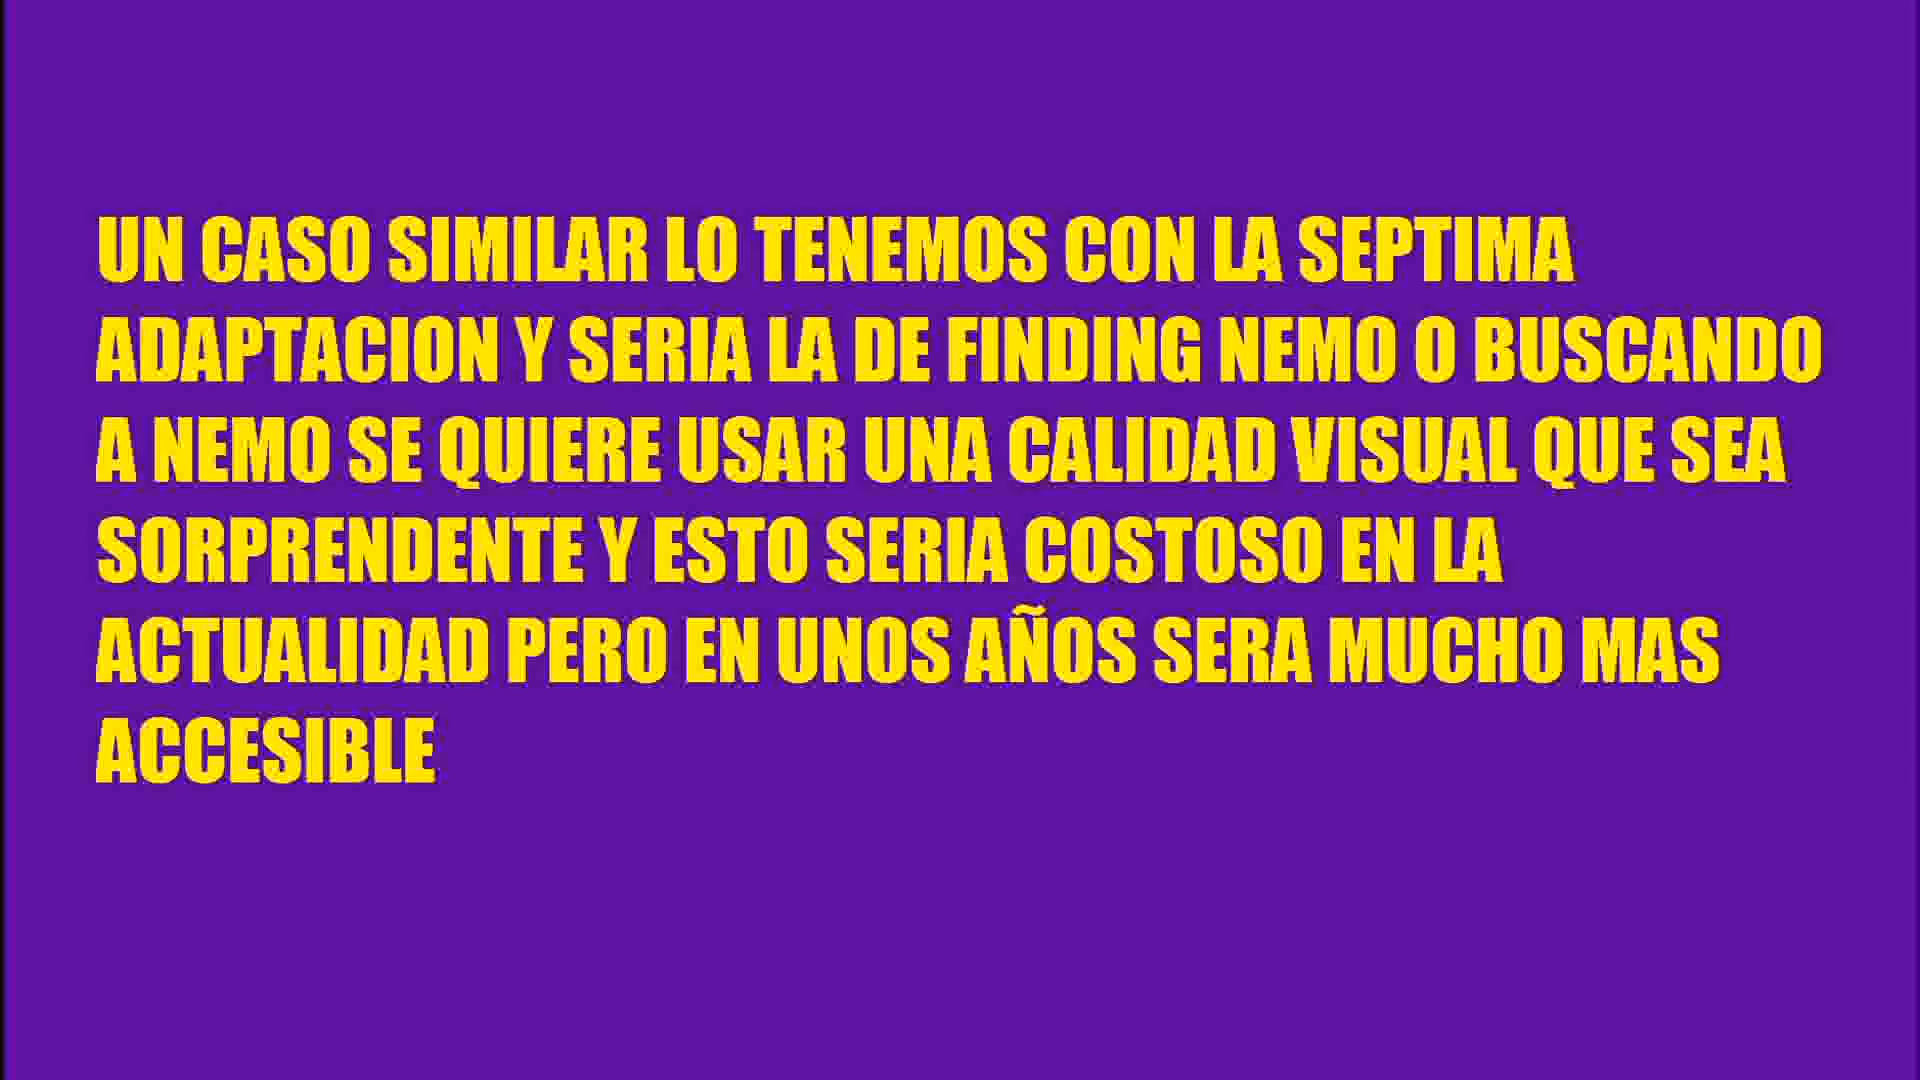 UN CASO SIMILAR LO TENEMOS CON LA SEPTIMA
ADAPTACION Y SERIA LA DE FINDING NEMO O BUSCANDO
A NEMO SE QUIERE USAR UNA CALIDAD VISUAL QUE SEA
SORPRENDENTE Y ESTO SERIA COSTOSO EN LA
ACTUALIDAD PERO EN UNOS AÑOS SERA MUCHO MAS
ACCESIBLE